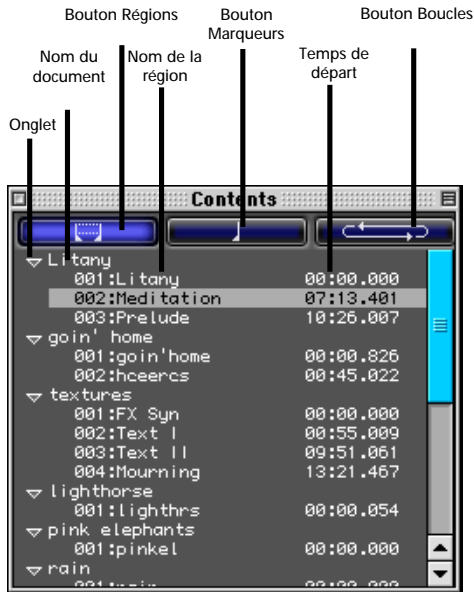 Bouton Régions
Bouton
Marqueurs
Bouton Boucles
Nom du
document
Nom de la
région
Temps de
départ
Onglet
Contents
Litany
001:Litany 00:00.000
002:Meditation 07:13.401
003:Prelude 10:26.007
goin' home
001:goin'home 00:00.826
002:hceercs 00:45.022
textures
001:FX Syn 00:00.000
002:Text I 00:55.009
003:Text II 09:51.061
004:Mourning 13:21.467
lighthorse
001:lighthrs 00:00.054
pink elephants
001:pinkel 00:00.000
rain